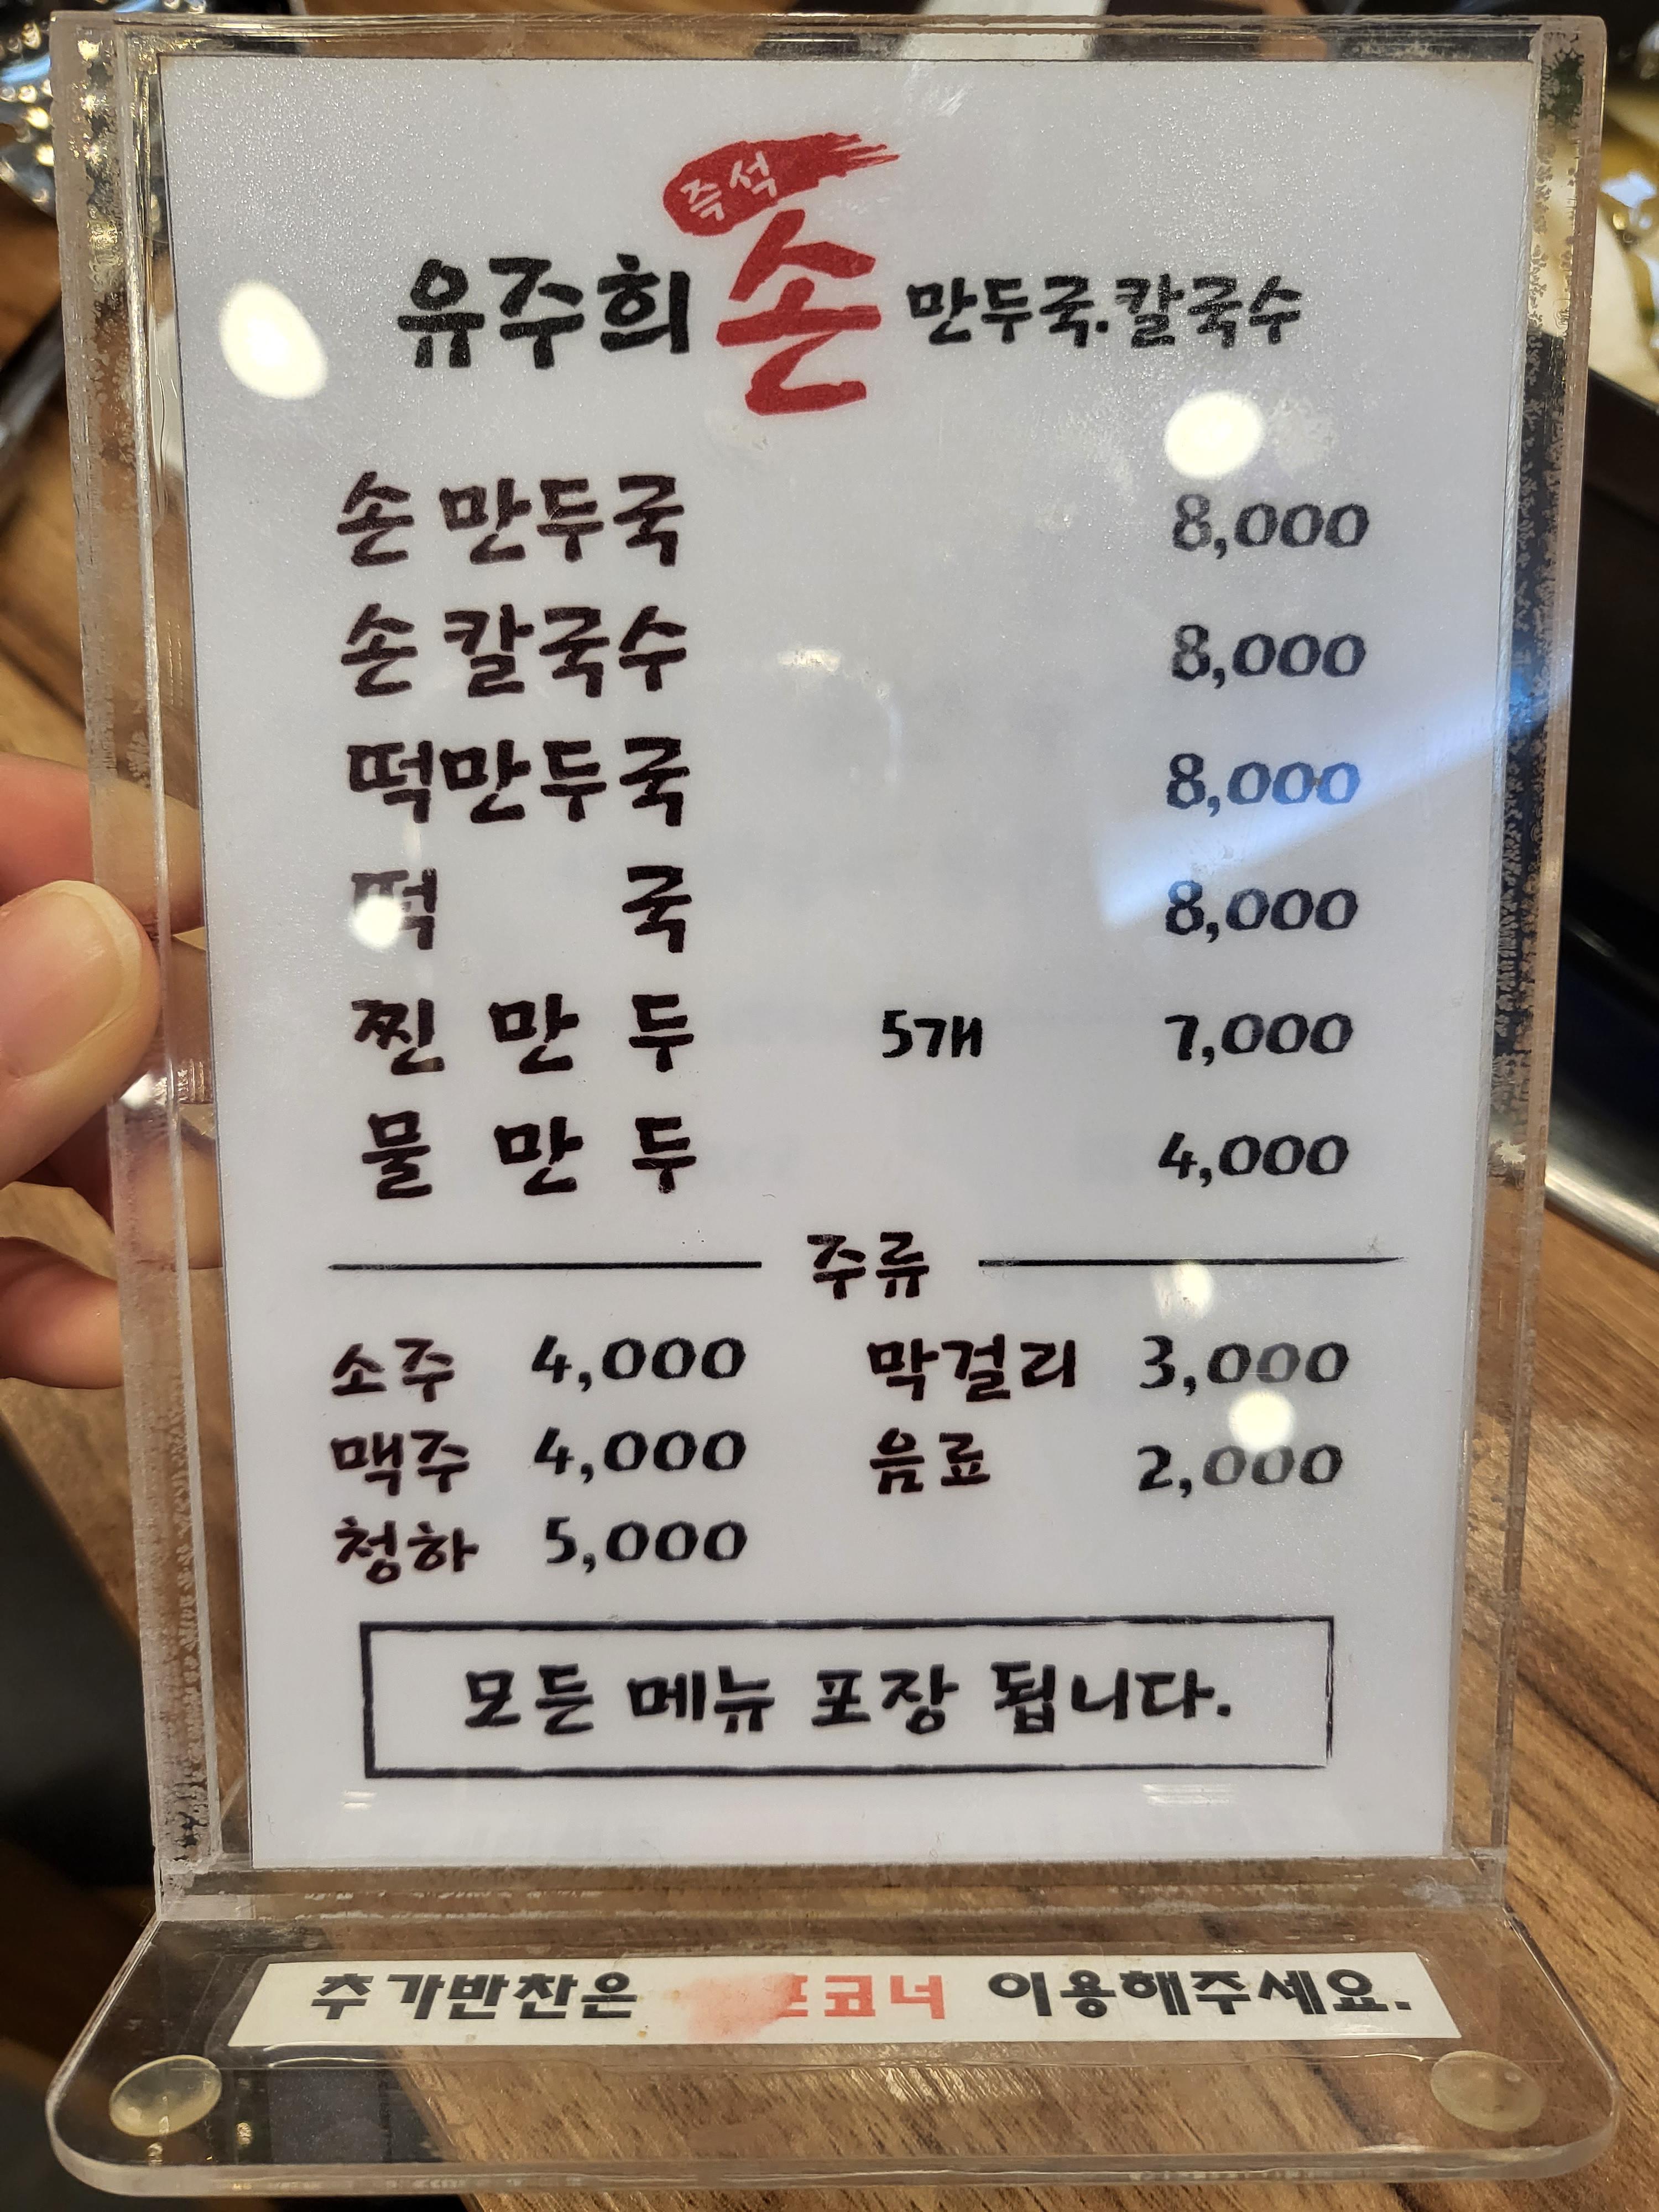 즉석
유주희 손 만두국.칼국수
손 만두국 8,000
손 칼국수 8,000
떡만두국 8,000
떡 국 8,000
찐 만 두 5개 7,000
물 만 두 4,000
주류
소주 4,000 막걸리 3,000
맥주 4,000 음료 2,000
청하 5,000
모든 메뉴 포장 됩니다.
추가반찬은 코너 이용해주세요.